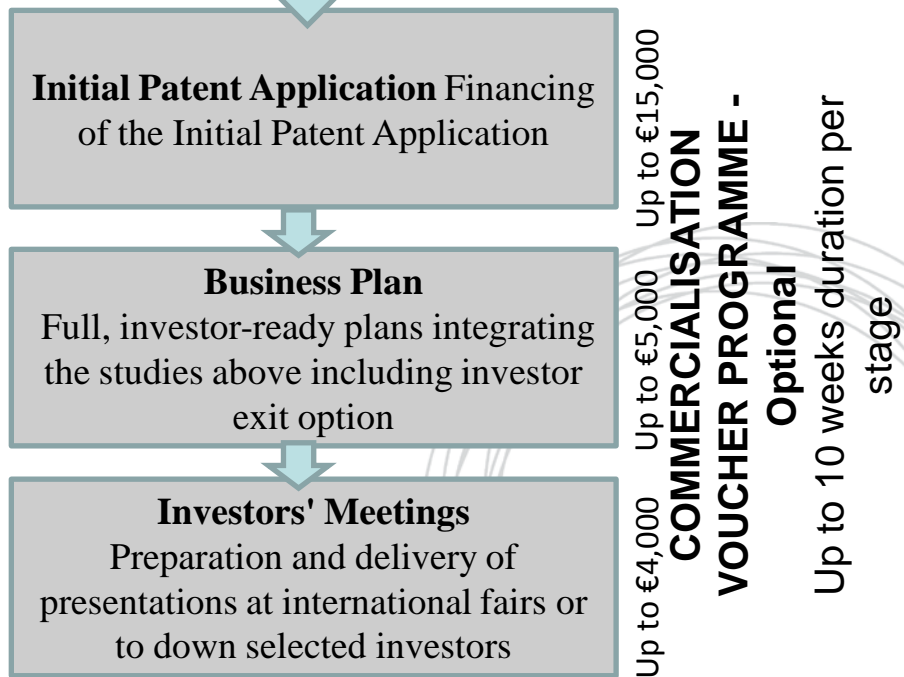 Initial Patent Application Financing
of the Initial Patent Application
Up to €15,000
Business Plan
Full, investor-ready plans integrating
the studies above including investor
exit option
Up to €5,000
Investors' Meetings
Preparation and delivery of
presentations at international fairs or
to down selected investors
Up to €4,000
COMMERCIALISATION
VOUCHER PROGRAMME -
Optional
Up to 10 weeks duration per
stage